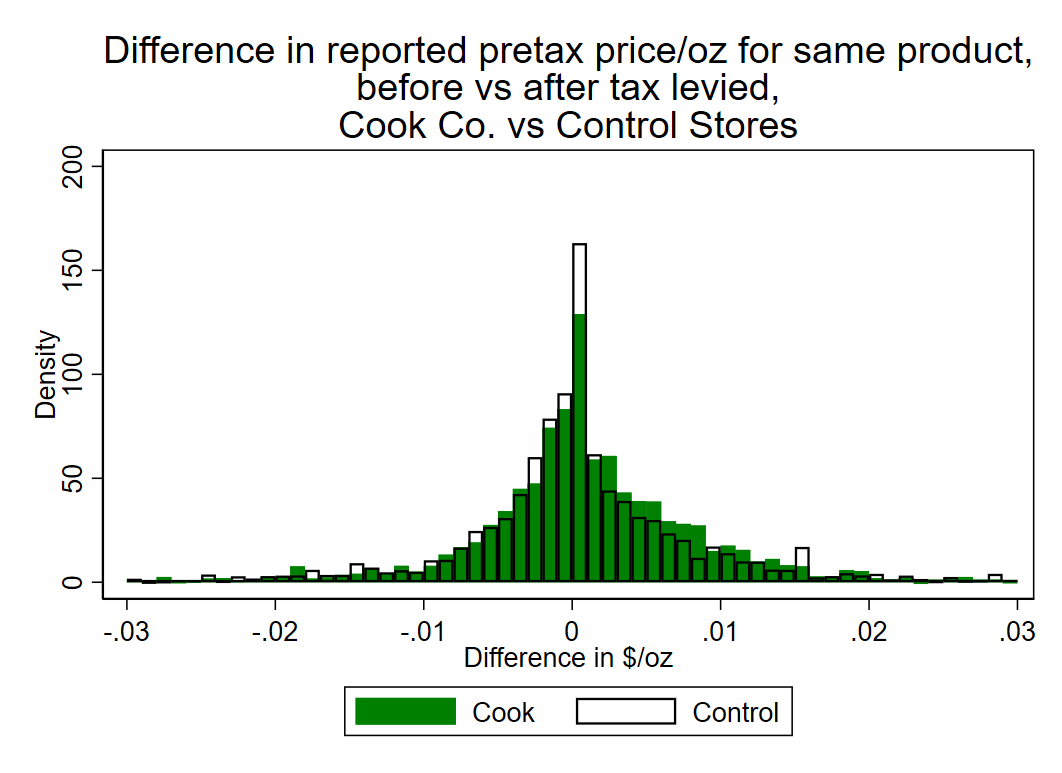 Difference in reported pretax price/oz for same product,
before vs after tax levied,
Cook Co. vs Control Stores
Density
200
150
100
50
0
-.03 -.02 -.01 0 .01 .02 .03
Difference in $/oz
Cook Control